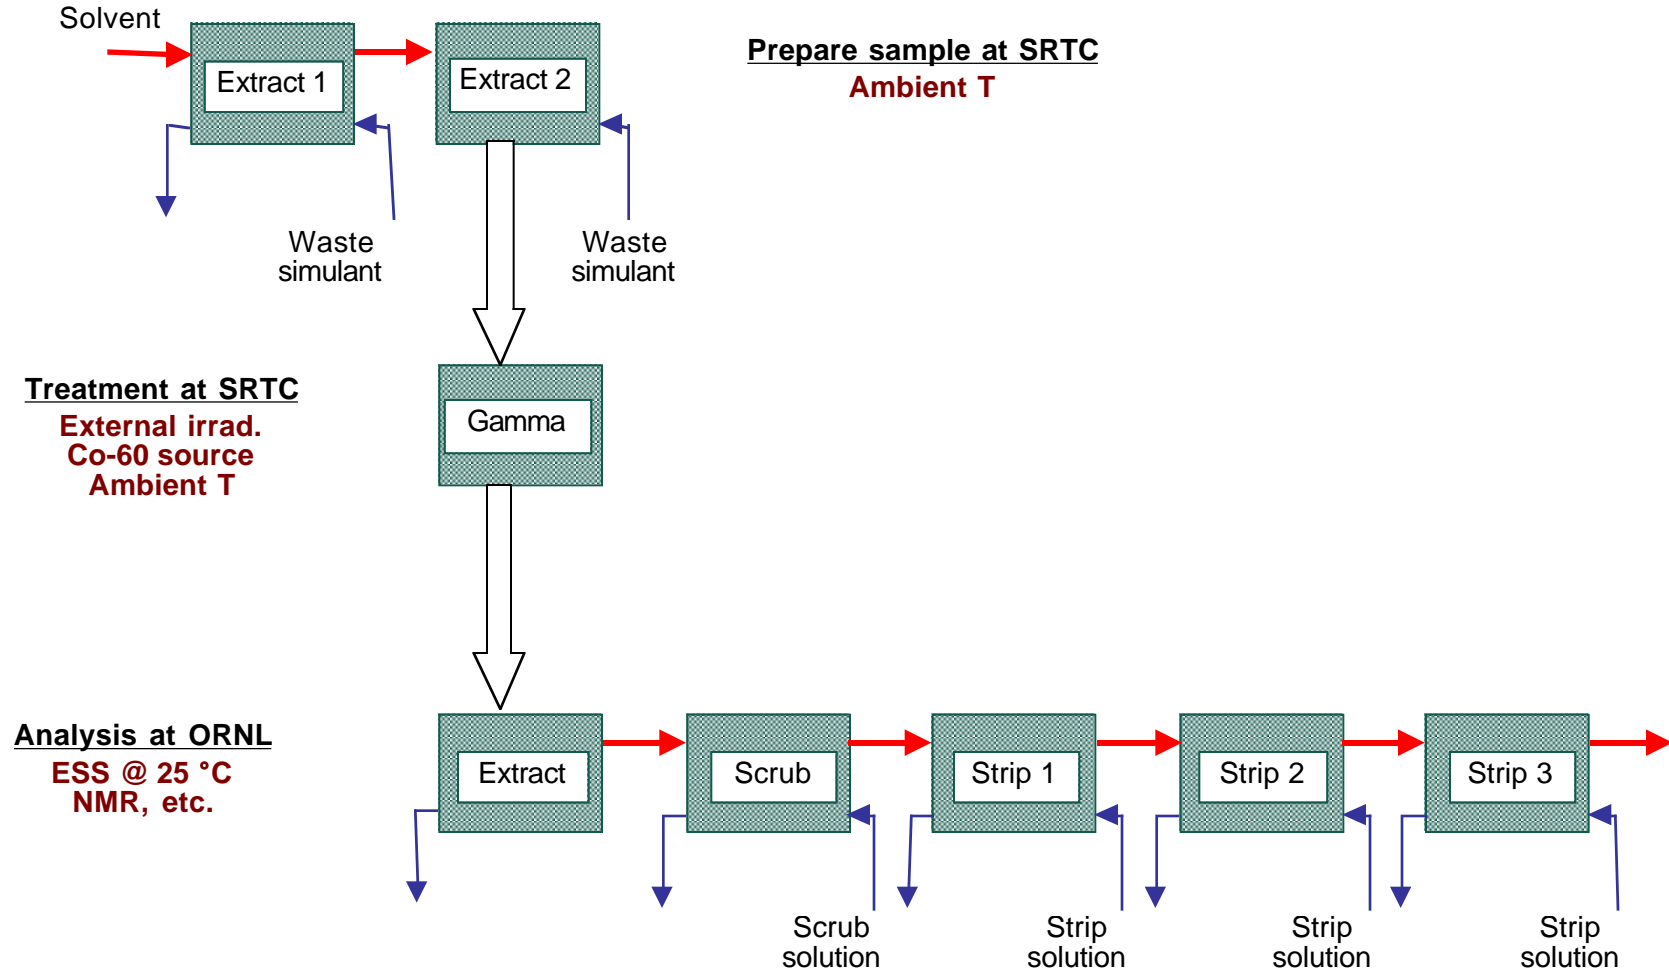 Solvent
Extract 1
Extract 2
Prepare sample at SRTC
Ambient T
Waste
simulant
Waste
simulant
Treatment at SRTC
External irrad.
Co-60 source
Ambient T
Gamma
Analysis at ORNL
ESS @ 25 °C
NMR, etc.
Extract
Scrub
Strip 1
Strip 2
Strip 3
Scrub
solution
Strip
solution
Strip
solution
Strip
solution